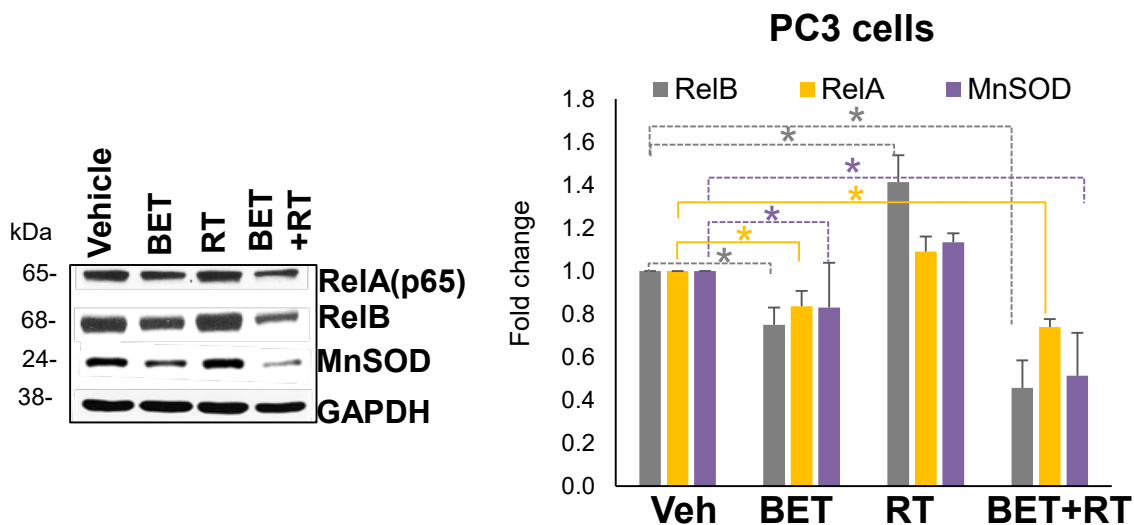 Vehicle
BET
RT
BET
+RT
kDa
65-
RelA(p65)
68-
RelB
24-
MnSOD
38-
GAPDH
PC3 cells
RelB RelA MnSOD
Fold change
1.8
1.6
1.4
1.2
1.0
0.8
0.6
0.4
0.2
0.0
* * * * * * *
Veh BET RT BET+RT